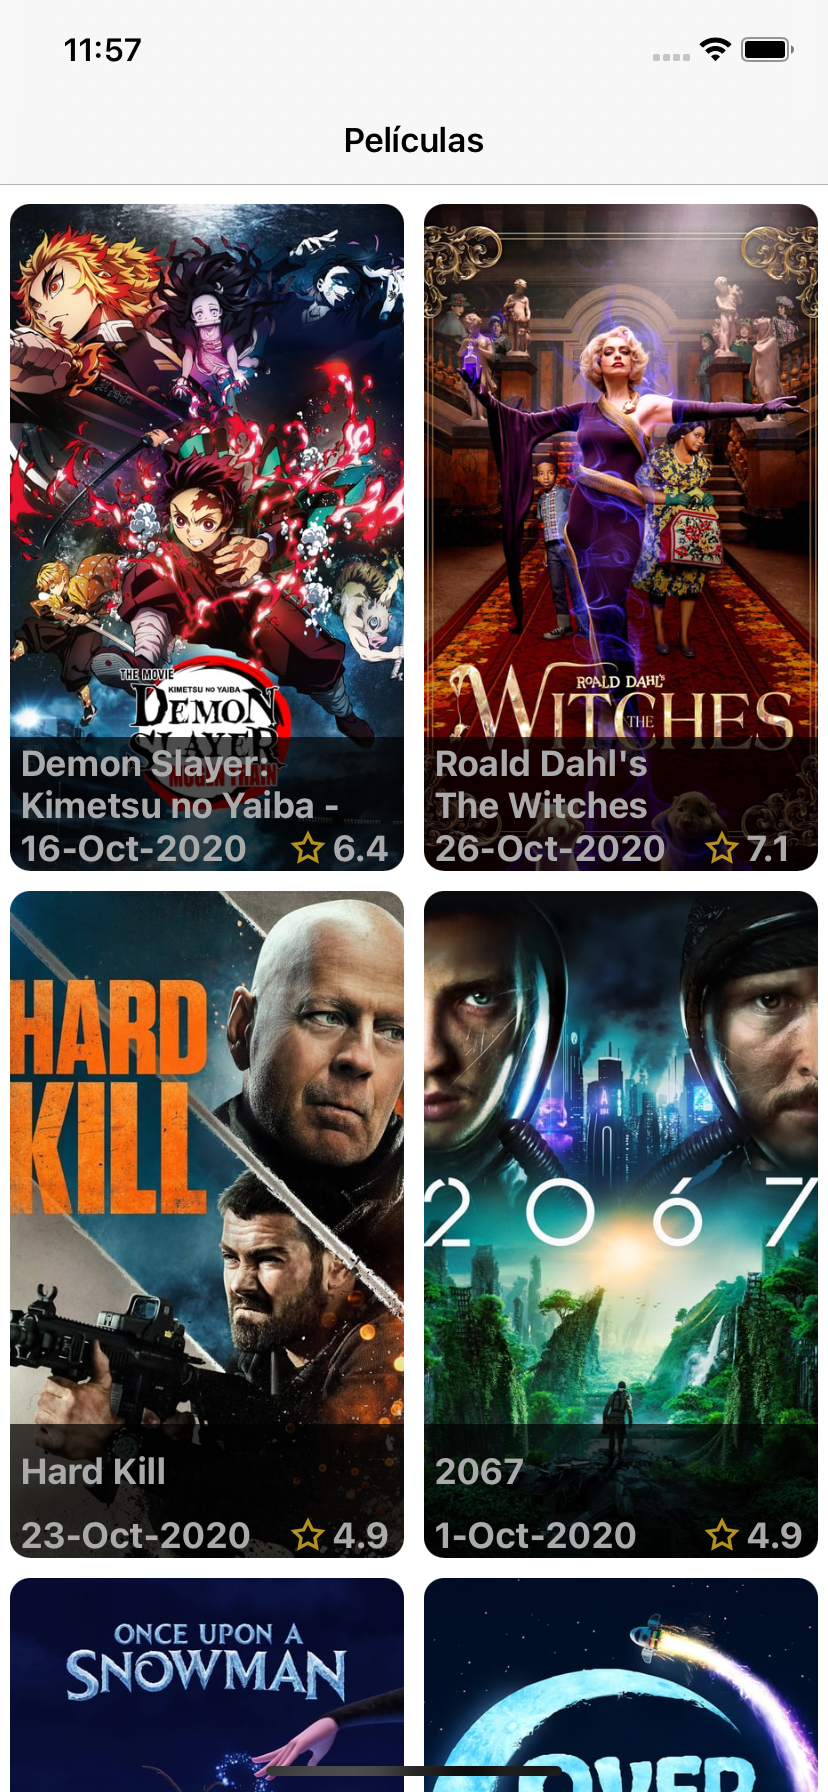 11:57
Películas
THE MOVIE
KIMETSU NO YAIBA
DEMON
SLAYER
MUGEN TRAIN
Demon Slayer:
Kimetsu no Yaiba -
16-Oct-2020 6.4
ROALD DAHL'S
THE
WITCHES
Roald Dahl's
The Witches
26-Oct-2020 7.1
HARD
KILL
Hard Kill
23-Oct-2020 4.9
2067
2067
1-Oct-2020 4.9
ONCE UPON A
SNOWMAN
OVER